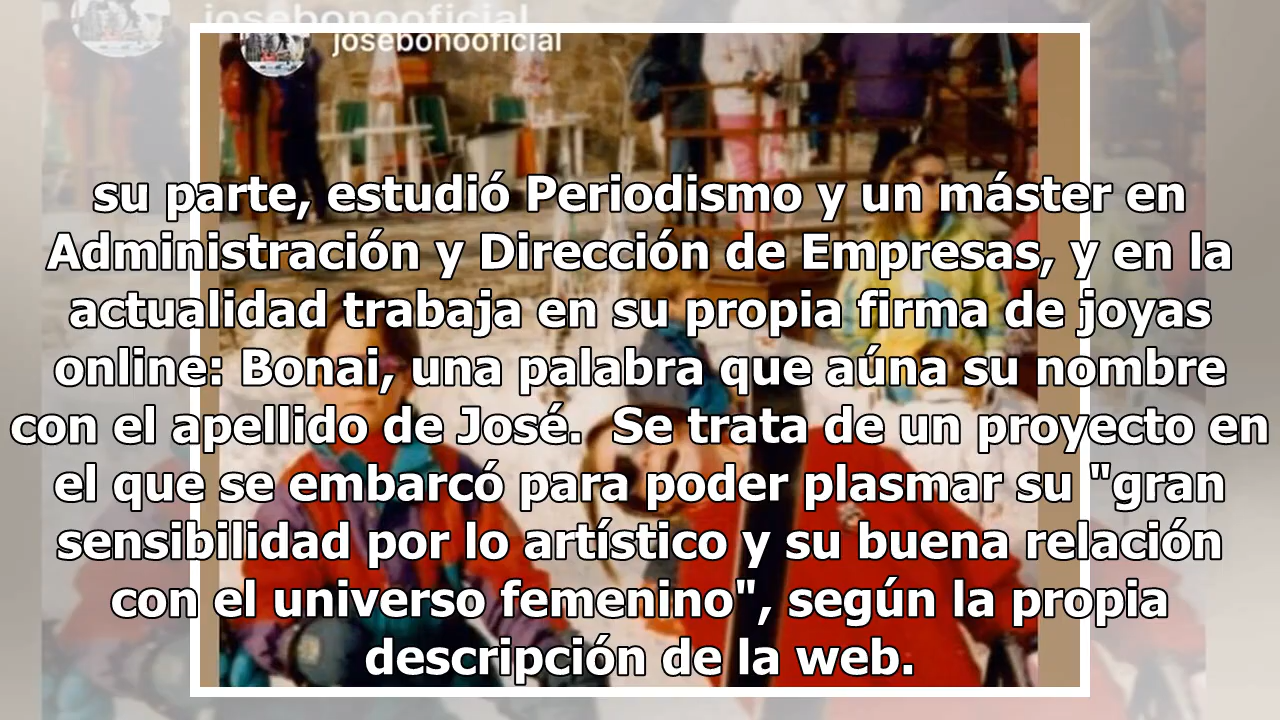 josebonooficial
josebonooficial
su parte, estudió Periodismo y un máster en
Administración y Dirección de Empresas, y en la
actualidad trabaja en su propia firma de joyas
online: Bonai, una palabra que aúna su nombre
con el apellido de José.  Se trata de un proyecto en
el que se embarcó para poder plasmar su "gran
sensibilidad por lo artístico y su buena relación
con el universo femenino", según la propia
descripción de la web.